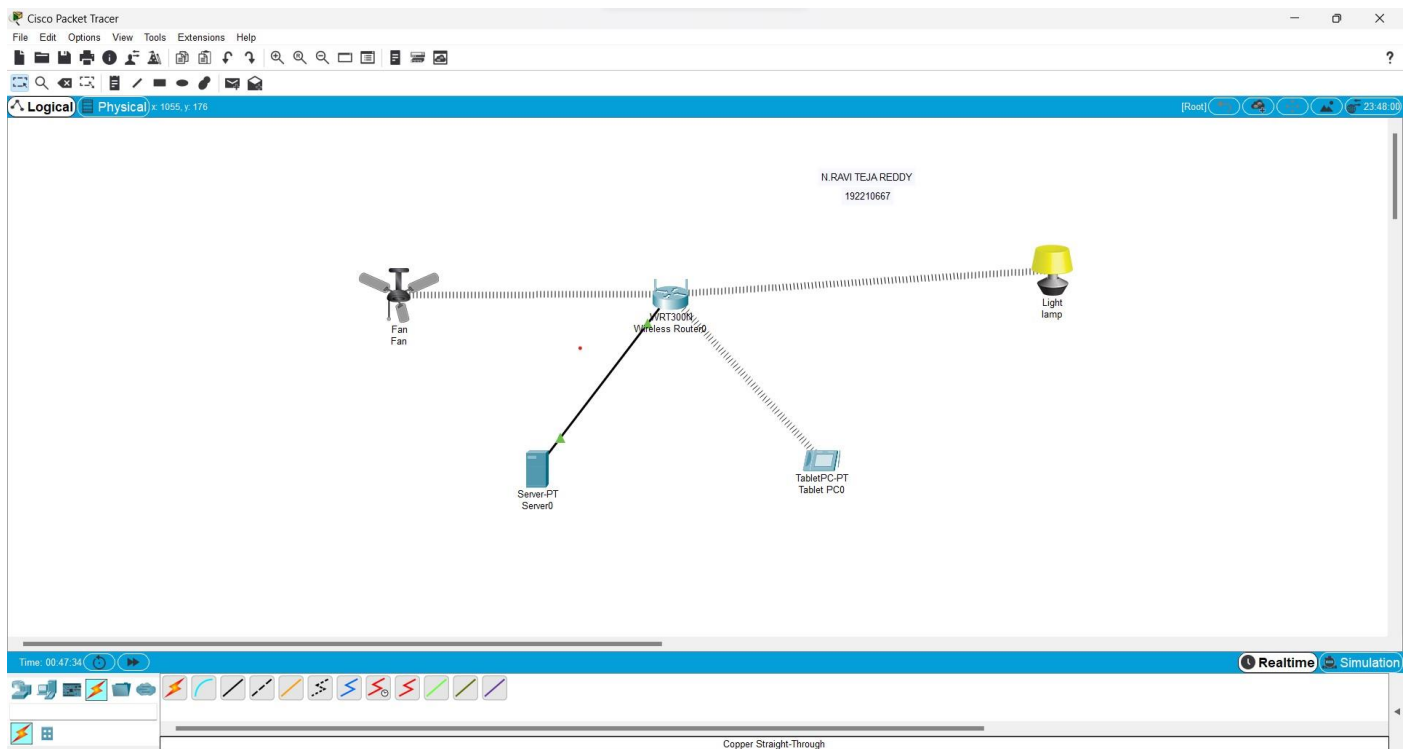 Cisco Packet Tracer
File Edit Options View Tools Extensions Help
?
Logical Physical x: 1055, y: 176 [Root] 23:48:00
N.RAVI TEJA REDDY
192210667
Fan
Fan
WRT300N
Wireless Router0
Light
lamp
Server-PT
Server0
TabletPC-PT
Tablet PC0
Time: 00:47:34 Realtime Simulation
Copper Straight-Through